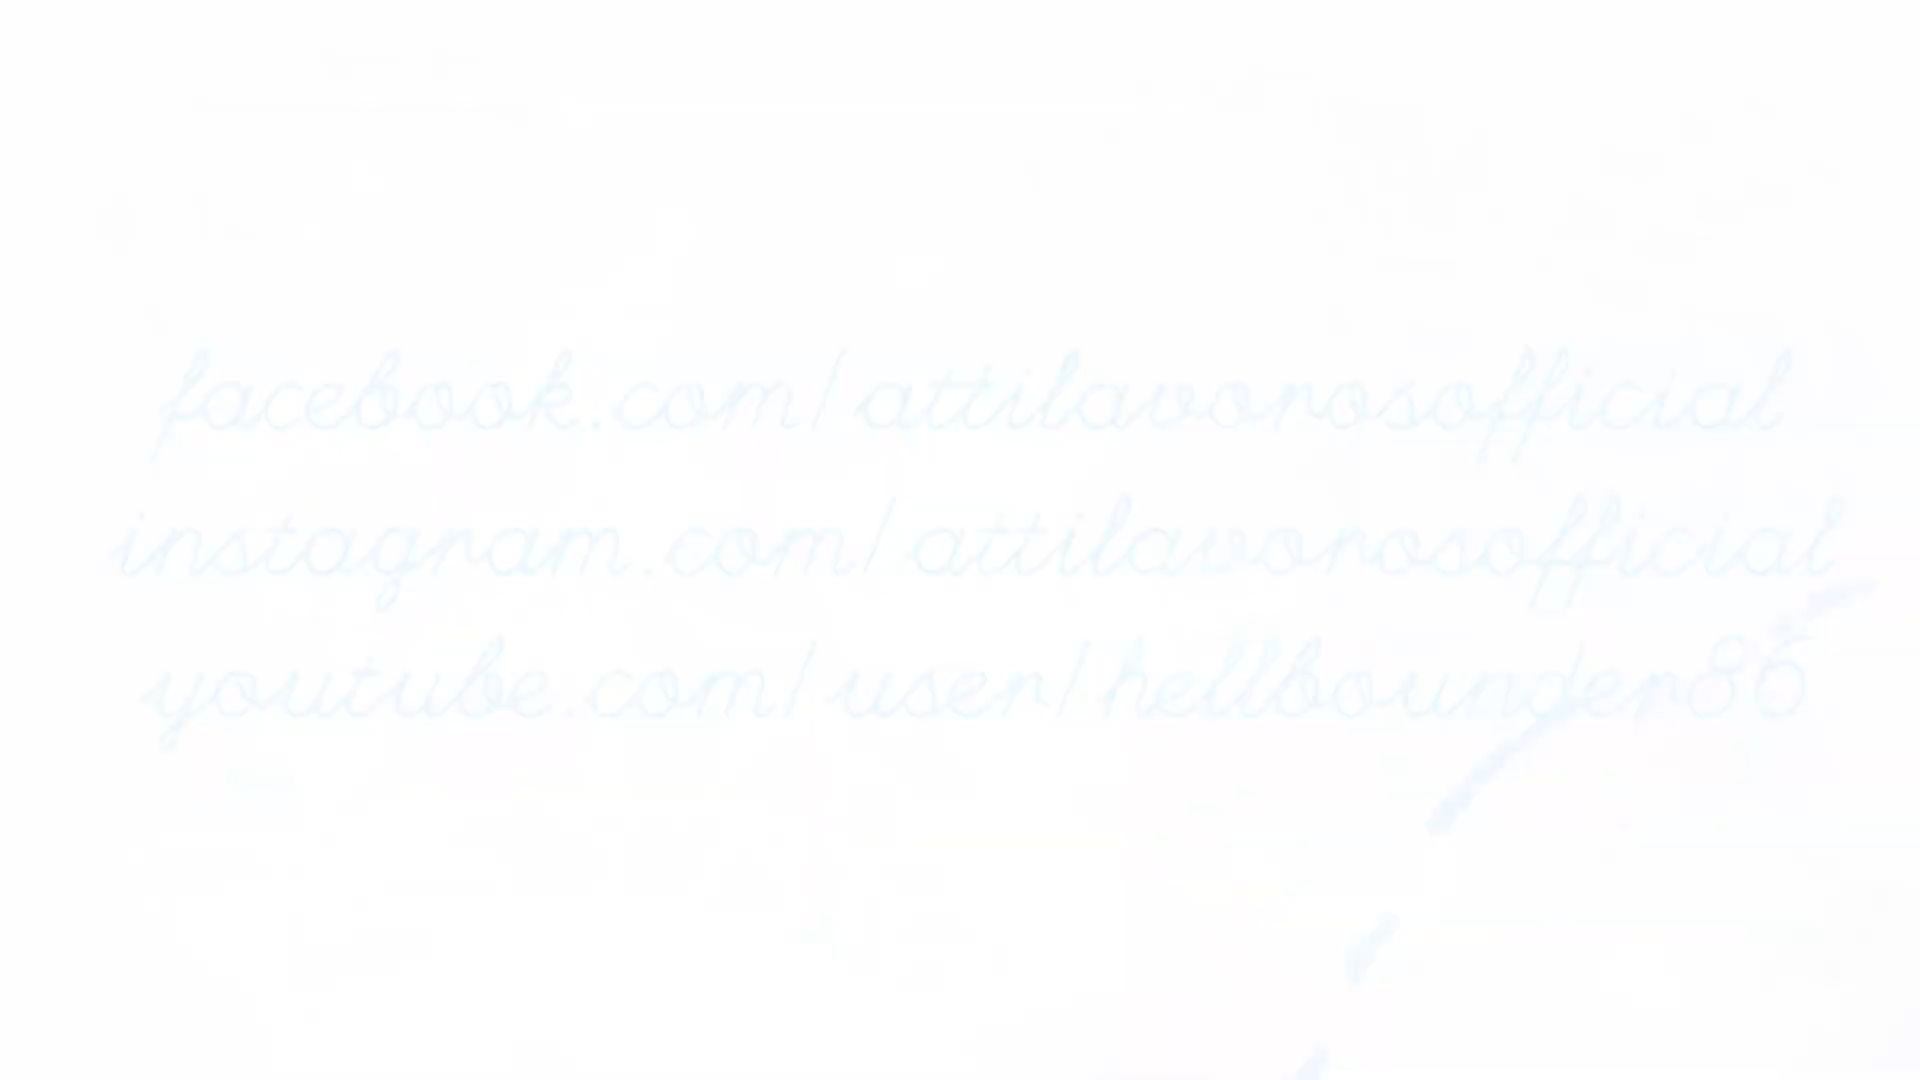 facebook.com/attilavorosofficial
instagram.com/attilavorosofficial
youtube.com/user/hellbounder86